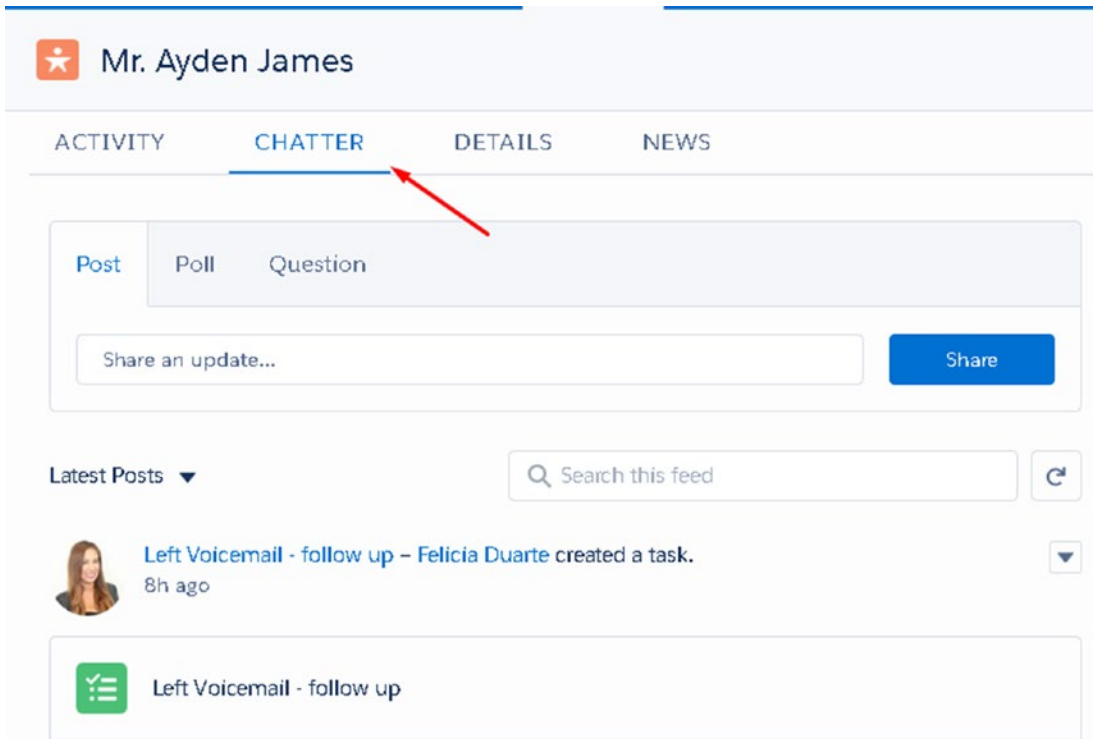 Mr. Ayden James
ACTIVITY CHATTER DETAILS NEWS
Post Poll Question
Share an update... Share
Latest Posts Search this feed
Left Voicemail - follow up – Felicia Duarte created a task.
8h ago
Left Voicemail - follow up